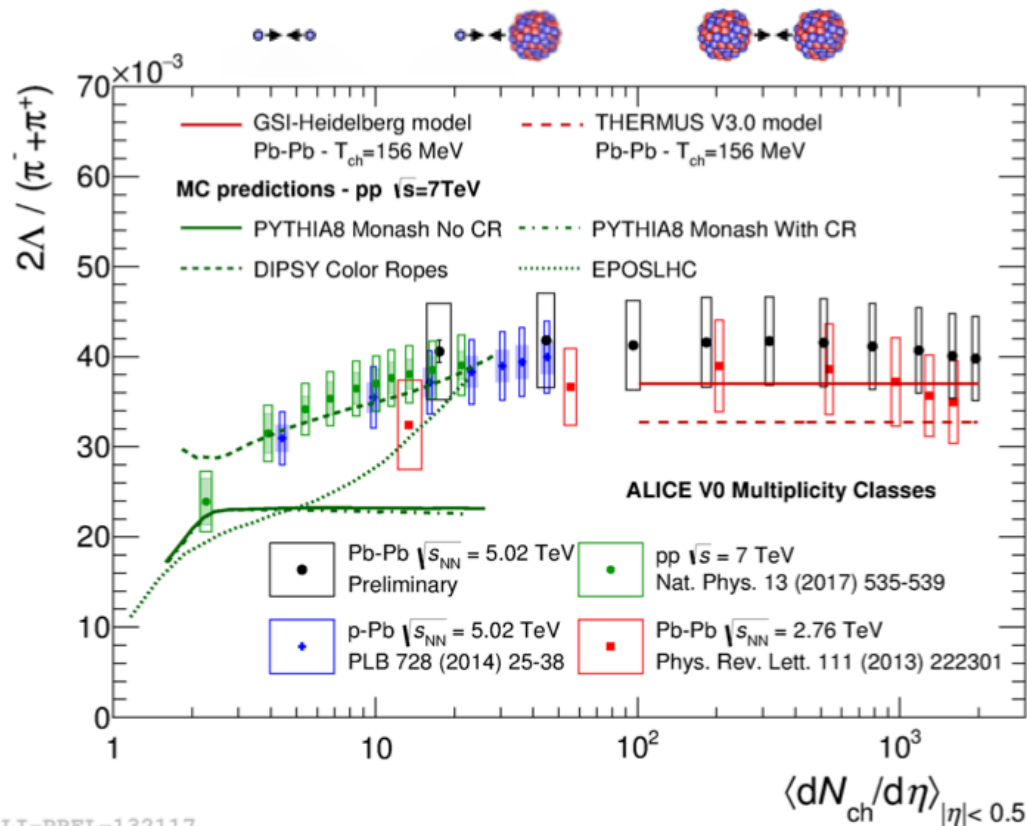 70×10⁻³
60
50
40
30
20
10
0
2Λ / (π⁻+π⁺)
GSI-Heidelberg model
Pb-Pb - T_ch=156 MeV
THERMUS V3.0 model
Pb-Pb - T_ch=156 MeV
MC predictions - pp √s=7TeV
PYTHIA8 Monash No CR
PYTHIA8 Monash With CR
DIPSY Color Ropes
EPOSLHC
ALICE V0 Multiplicity Classes
Pb-Pb √s_NN = 5.02 TeV
Preliminary
pp √s = 7 TeV
Nat. Phys. 13 (2017) 535-539
p-Pb √s_NN = 5.02 TeV
PLB 728 (2014) 25-38
Pb-Pb √s_NN = 2.76 TeV
Phys. Rev. Lett. 111 (2013) 222301
1 10 10² 10³
⟨dN_ch/dη⟩_|η|< 0.5